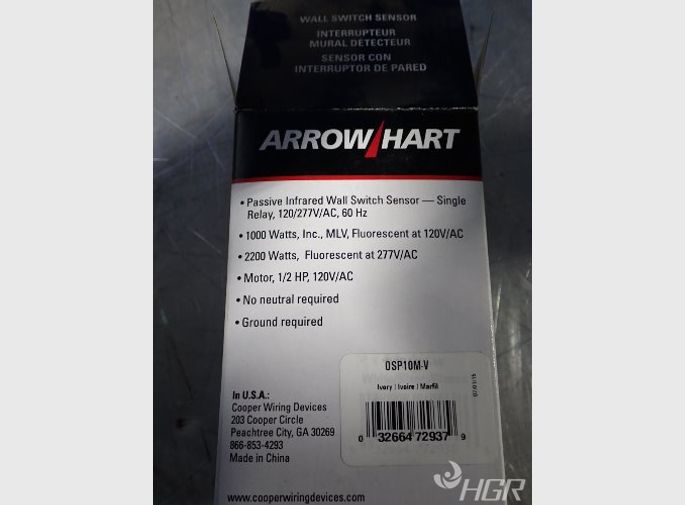 WALL SWITCH SENSOR
INTERRUPTEUR
MURAL DETECTEUR
SENSOR CON
INTERRUPTOR DE PARED
ARROW HART
• Passive Infrared Wall Switch Sensor — Single
Relay, 120/277V/AC, 60 Hz
• 1000 Watts, Inc., MLV, Fluorescent at 120V/AC
• 2200 Watts, Fluorescent at 277V/AC
• Motor, 1/2 HP, 120V/AC
• No neutral required
• Ground required
OSP10M-V
Ivory | Ivoire | Marfil
0 32664 72937 9
In U.S.A.:
Cooper Wiring Devices
203 Cooper Circle
Peachtree City, GA 30269
866-853-4293
Made in China
www.cooperwiringdevices.com
HGR